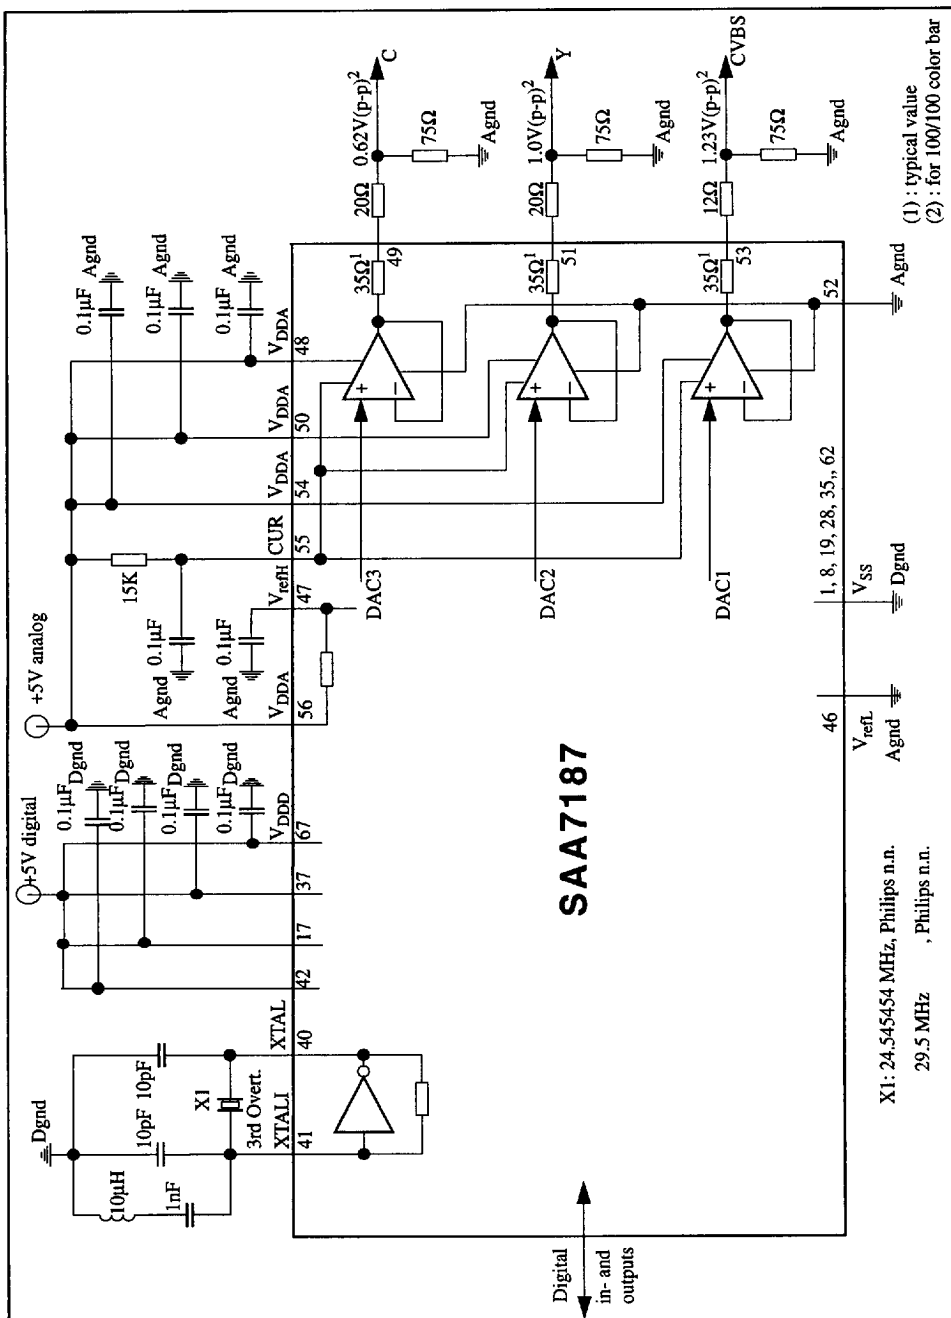 +5V digital
+5V analog
Dgnd
10µH
1nF
10pF
10pF
X1
3rd Overt.
XTALI
41
XTAL
40
0.1µF
Dgnd
0.1µF
Dgnd
0.1µF
Dgnd
0.1µF
Dgnd
42
17
37
VDDD
67
VDDA
56
VrefH
47
CUR
55
VDDA
54
VDDA
50
VDDA
48
15K
0.1µF
Agnd
0.1µF
Agnd
0.1µF
Agnd
0.1µF
Agnd
0.1µF
Agnd
DAC3
+
−
35Ω¹
49
20Ω
0.62V(p-p)²
C
75Ω
Agnd
DAC2
+
−
35Ω¹
51
20Ω
1.0V(p-p)²
Y
75Ω
Agnd
DAC1
+
−
35Ω¹
53
12Ω
1.23V(p-p)²
CVBS
75Ω
Agnd
52
Agnd
1, 8, 19, 28, 35,, 62
VSS
Dgnd
46
VrefL
Agnd
SAA7187
Digital
in- and
outputs
X1: 24.545454 MHz, Philips n.n.
29.5 MHz , Philips n.n.
(1) : typical value
(2) : for 100/100 color bar